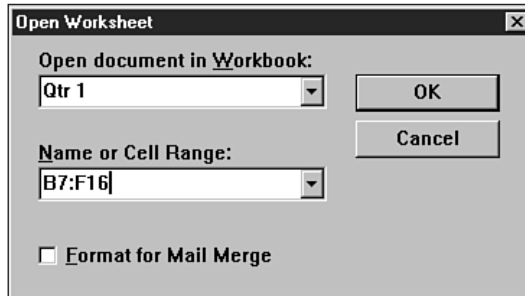 Open Worksheet
Open document in Workbook:
Qtr 1
OK
Cancel
Name or Cell Range:
B7:F16
Format for Mail Merge